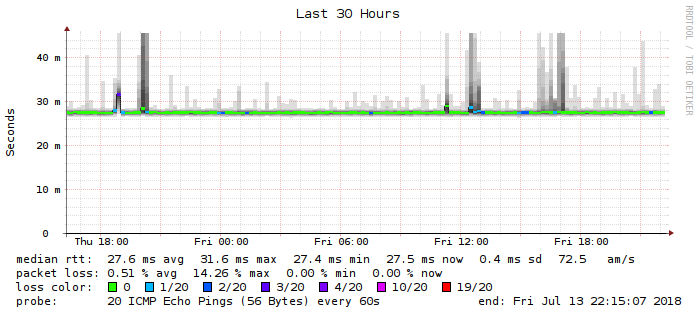 Last 30 Hours
RRDTOOL / TOBI OETIKER
Seconds
40 m
30 m
20 m
10 m
0
Thu 18:00 Fri 00:00 Fri 06:00 Fri 12:00 Fri 18:00
median rtt: 27.6 ms avg 31.6 ms max 27.4 ms min 27.5 ms now 0.4 ms sd 72.5 am/s
packet loss: 0.51 % avg 14.26 % max 0.00 % min 0.00 % now
loss color: 0 1/20 2/20 3/20 4/20 10/20 19/20
probe: 20 ICMP Echo Pings (56 Bytes) every 60s end: Fri Jul 13 22:15:07 2018